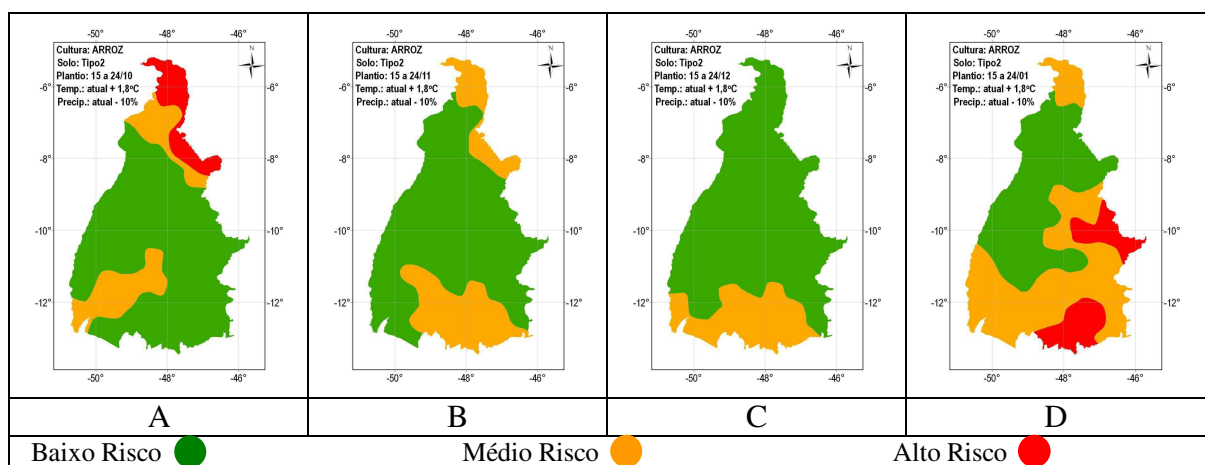 -50° -48° -46°
Cultura: ARROZ
Solo: Tipo2
Plantio: 15 a 24/10
Temp.: atual + 1,8ºC
Precip.: atual - 10%
N
-6° -6°
-8° -8°
-10° -10°
-12° -12°
-50° -48° -46°
A
-50° -48° -46°
Cultura: ARROZ
Solo: Tipo2
Plantio: 15 a 24/11
Temp.: atual + 1,8ºC
Precip.: atual - 10%
N
-6° -6°
-8° -8°
-10° -10°
-12° -12°
-50° -48° -46°
B
-50° -48° -46°
Cultura: ARROZ
Solo: Tipo2
Plantio: 15 a 24/12
Temp.: atual + 1,8ºC
Precip.: atual - 10%
N
-6° -6°
-8° -8°
-10° -10°
-12° -12°
-50° -48° -46°
C
-50° -48° -46°
Cultura: ARROZ
Solo: Tipo2
Plantio: 15 a 24/01
Temp.: atual + 1,8ºC
Precip.: atual - 10%
N
-6° -6°
-8° -8°
-10° -10°
-12° -12°
-50° -48° -46°
D
Baixo Risco Médio Risco Alto Risco